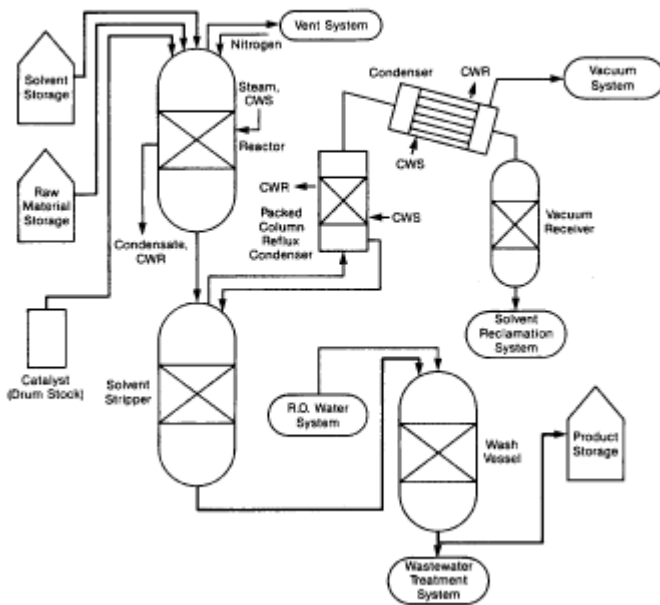 Vent System
Nitrogen
Solvent
Storage
Steam,
CWS
Reactor
Condenser
CWR
Vacuum
System
CWS
Raw
Material
Storage
Condensate,
CWR
CWR
Packed
Column
Reflux
Condenser
CWS
Vacuum
Receiver
Solvent
Reclamation
System
Catalyst
(Drum Stock)
Solvent
Stripper
R.O. Water
System
Wash
Vessel
Product
Storage
Wastewater
Treatment
System